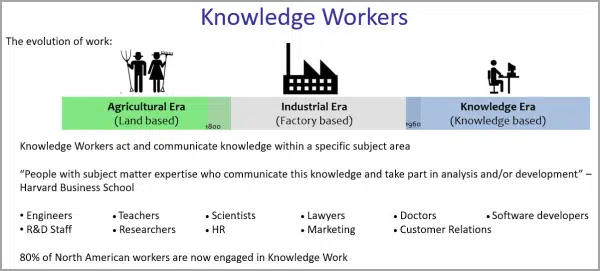 Knowledge Workers
The evolution of work:
Agricultural Era Industrial Era Knowledge Era
(Land based) (Factory based) (Knowledge based)
1800 1960
Knowledge Workers act and communicate knowledge within a specific subject area
“People with subject matter expertise who communicate this knowledge and take part in analysis and/or development” –
Harvard Business School
• Engineers • Teachers • Scientists • Lawyers • Doctors • Software developers
• R&D Staff • Researchers • HR • Marketing • Customer Relations
80% of North American workers are now engaged in Knowledge Work